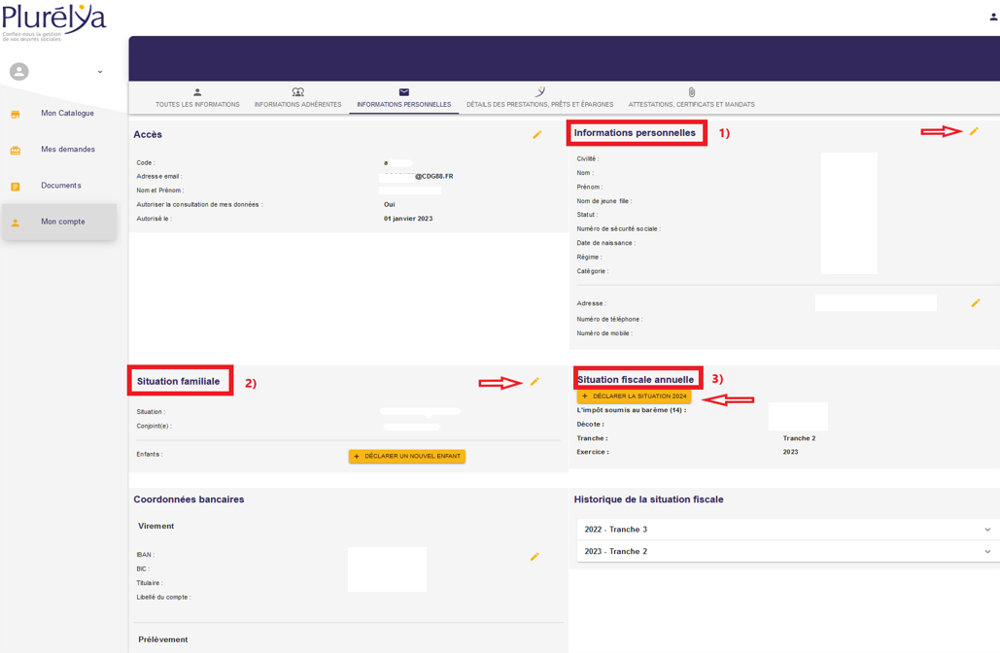 Plurélya
Confiez-nous la gestion
de vos œuvres sociales
Mon Catalogue
Mes demandes
Documents
Mon compte
TOUTES LES INFORMATIONS
INFORMATIONS ADHÉRENTES
INFORMATIONS PERSONNELLES
DÉTAILS DES PRESTATIONS, PRÊTS ET ÉPARGNES
ATTESTATIONS, CERTIFICATS ET MANDATS
Accès
Code :
a
Adresse email :
@CDG88.FR
Nom et Prénom :
Autoriser la consultation de mes données :
Oui
Autorisé le :
01 janvier 2023
Informations personnelles
1)
Civilité :
Nom :
Prénom :
Nom de jeune fille :
Statut :
Numéro de sécurité sociale :
Date de naissance :
Régime :
Catégorie :
Adresse :
Numéro de téléphone :
Numéro de mobile :
Situation familiale
2)
Situation :
Conjoint(e) :
Enfants :
+ DÉCLARER UN NOUVEL ENFANT
Situation fiscale annuelle
3)
+ DÉCLARER LA SITUATION 2024
L'impôt soumis au barème (14) :
Décote :
Tranche :
Tranche 2
Exercice :
2023
Coordonnées bancaires
Virement
IBAN :
BIC :
Titulaire :
Libellé du compte :
Prélèvement
Historique de la situation fiscale
2022 - Tranche 3
2023 - Tranche 2